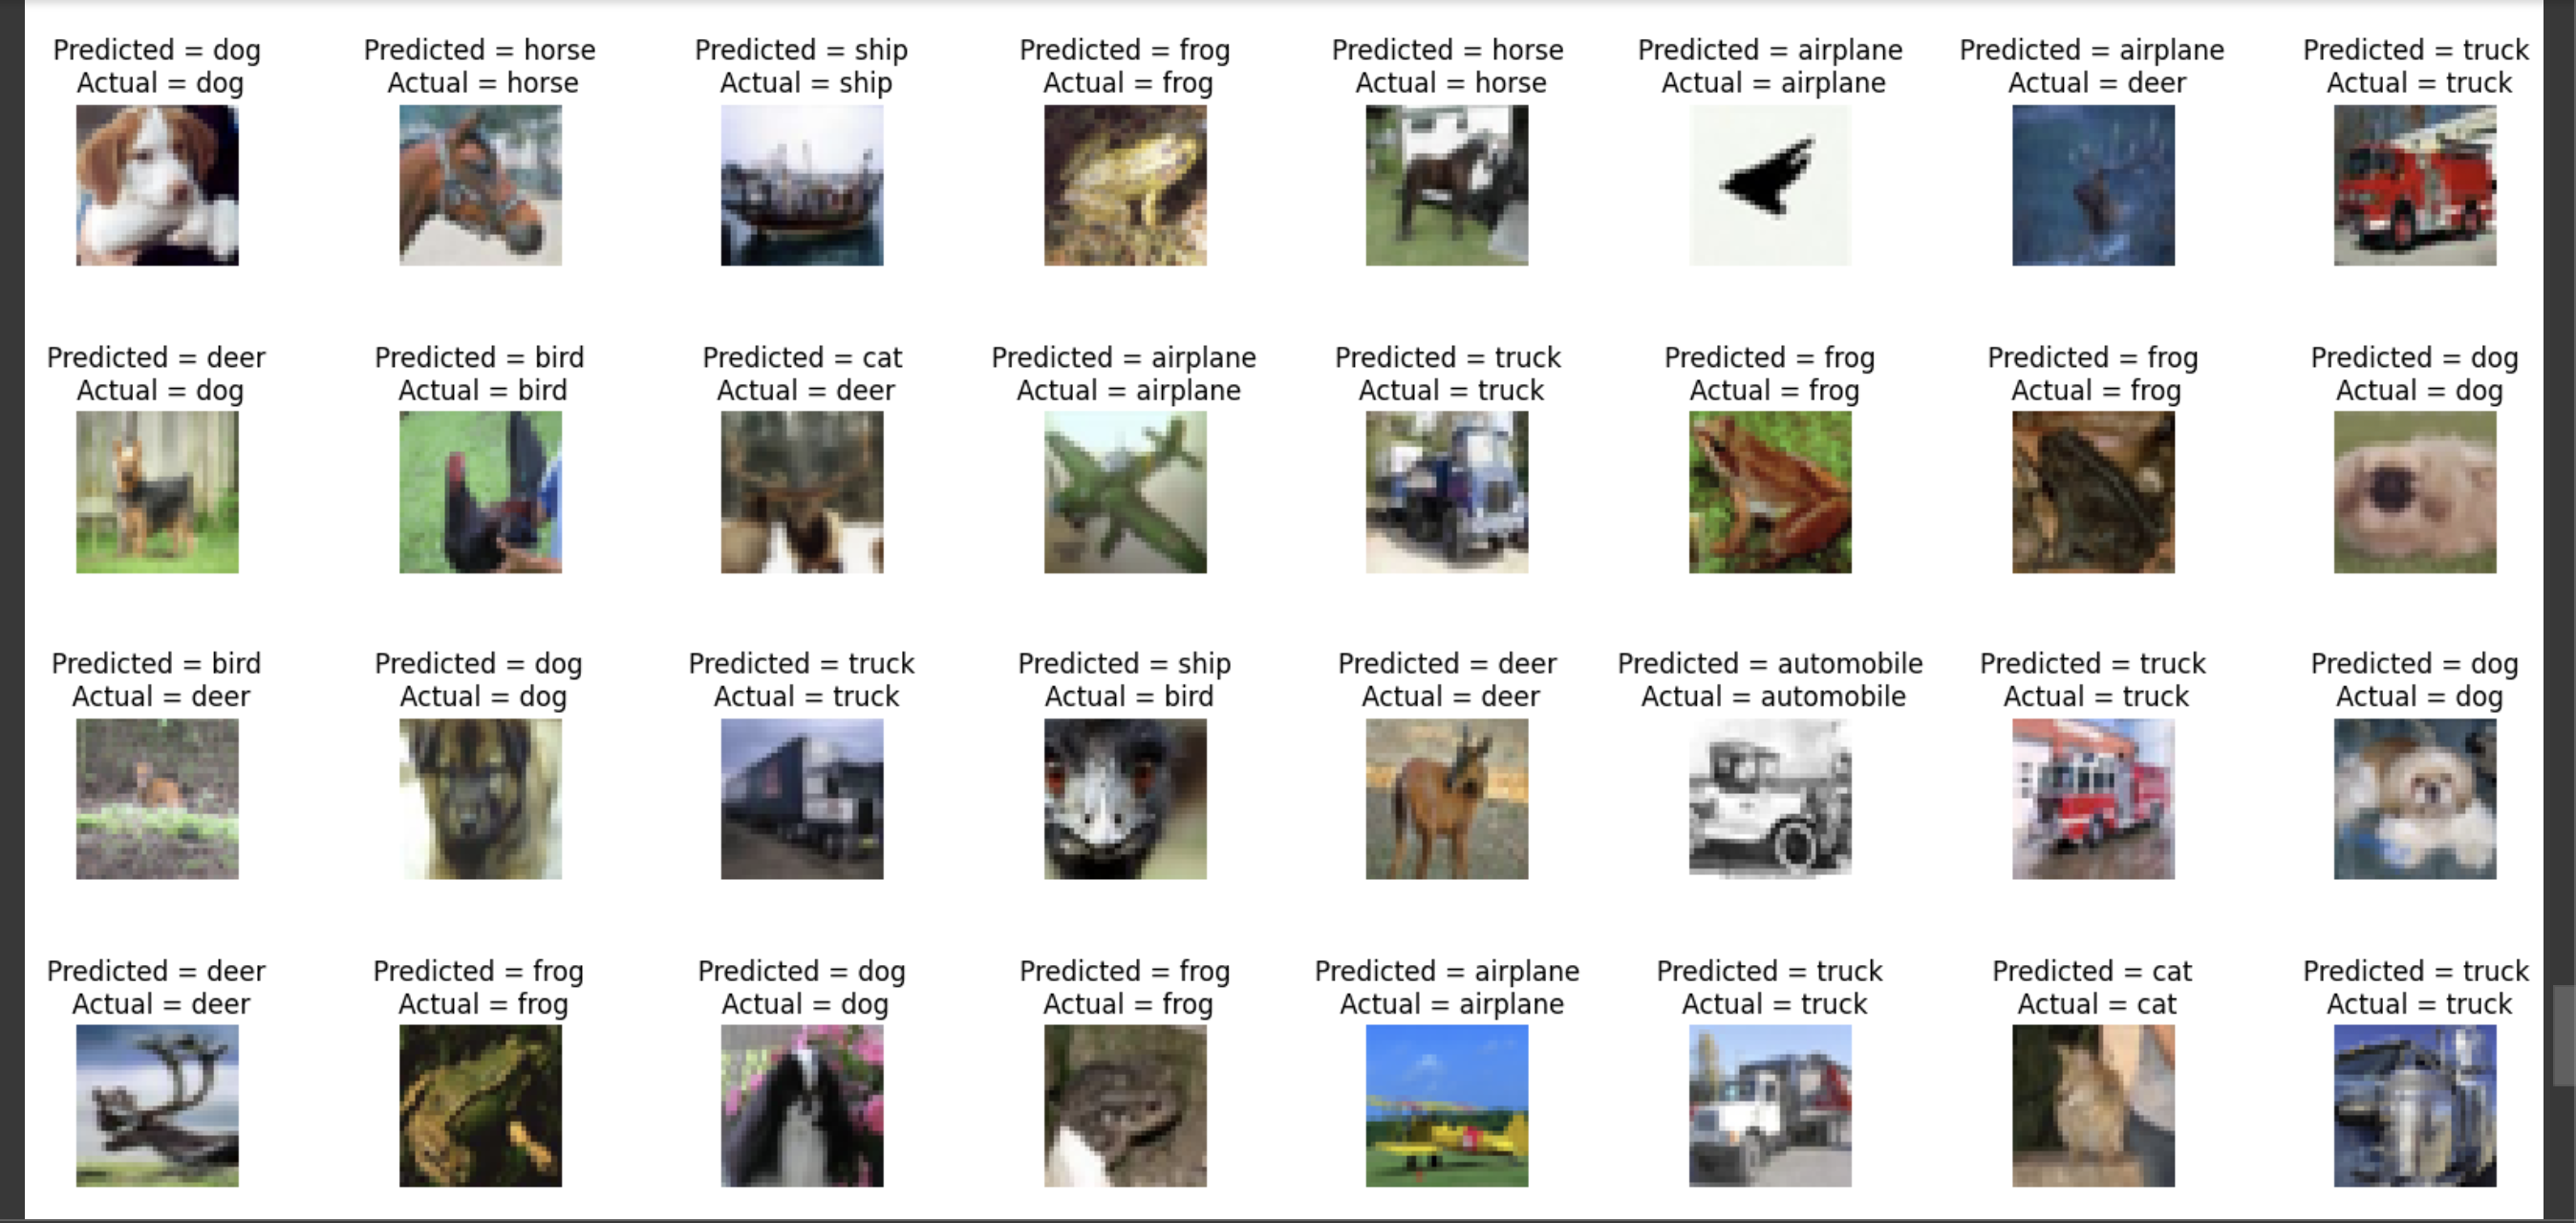 Predicted = dog
Actual = dog
Predicted = horse
Actual = horse
Predicted = ship
Actual = ship
Predicted = frog
Actual = frog
Predicted = horse
Actual = horse
Predicted = airplane
Actual = airplane
Predicted = airplane
Actual = deer
Predicted = truck
Actual = truck
Predicted = deer
Actual = dog
Predicted = bird
Actual = bird
Predicted = cat
Actual = deer
Predicted = airplane
Actual = airplane
Predicted = truck
Actual = truck
Predicted = frog
Actual = frog
Predicted = frog
Actual = frog
Predicted = dog
Actual = dog
Predicted = bird
Actual = deer
Predicted = dog
Actual = dog
Predicted = truck
Actual = truck
Predicted = ship
Actual = bird
Predicted = deer
Actual = deer
Predicted = automobile
Actual = automobile
Predicted = truck
Actual = truck
Predicted = dog
Actual = dog
Predicted = deer
Actual = deer
Predicted = frog
Actual = frog
Predicted = dog
Actual = dog
Predicted = frog
Actual = frog
Predicted = airplane
Actual = airplane
Predicted = truck
Actual = truck
Predicted = cat
Actual = cat
Predicted = truck
Actual = truck